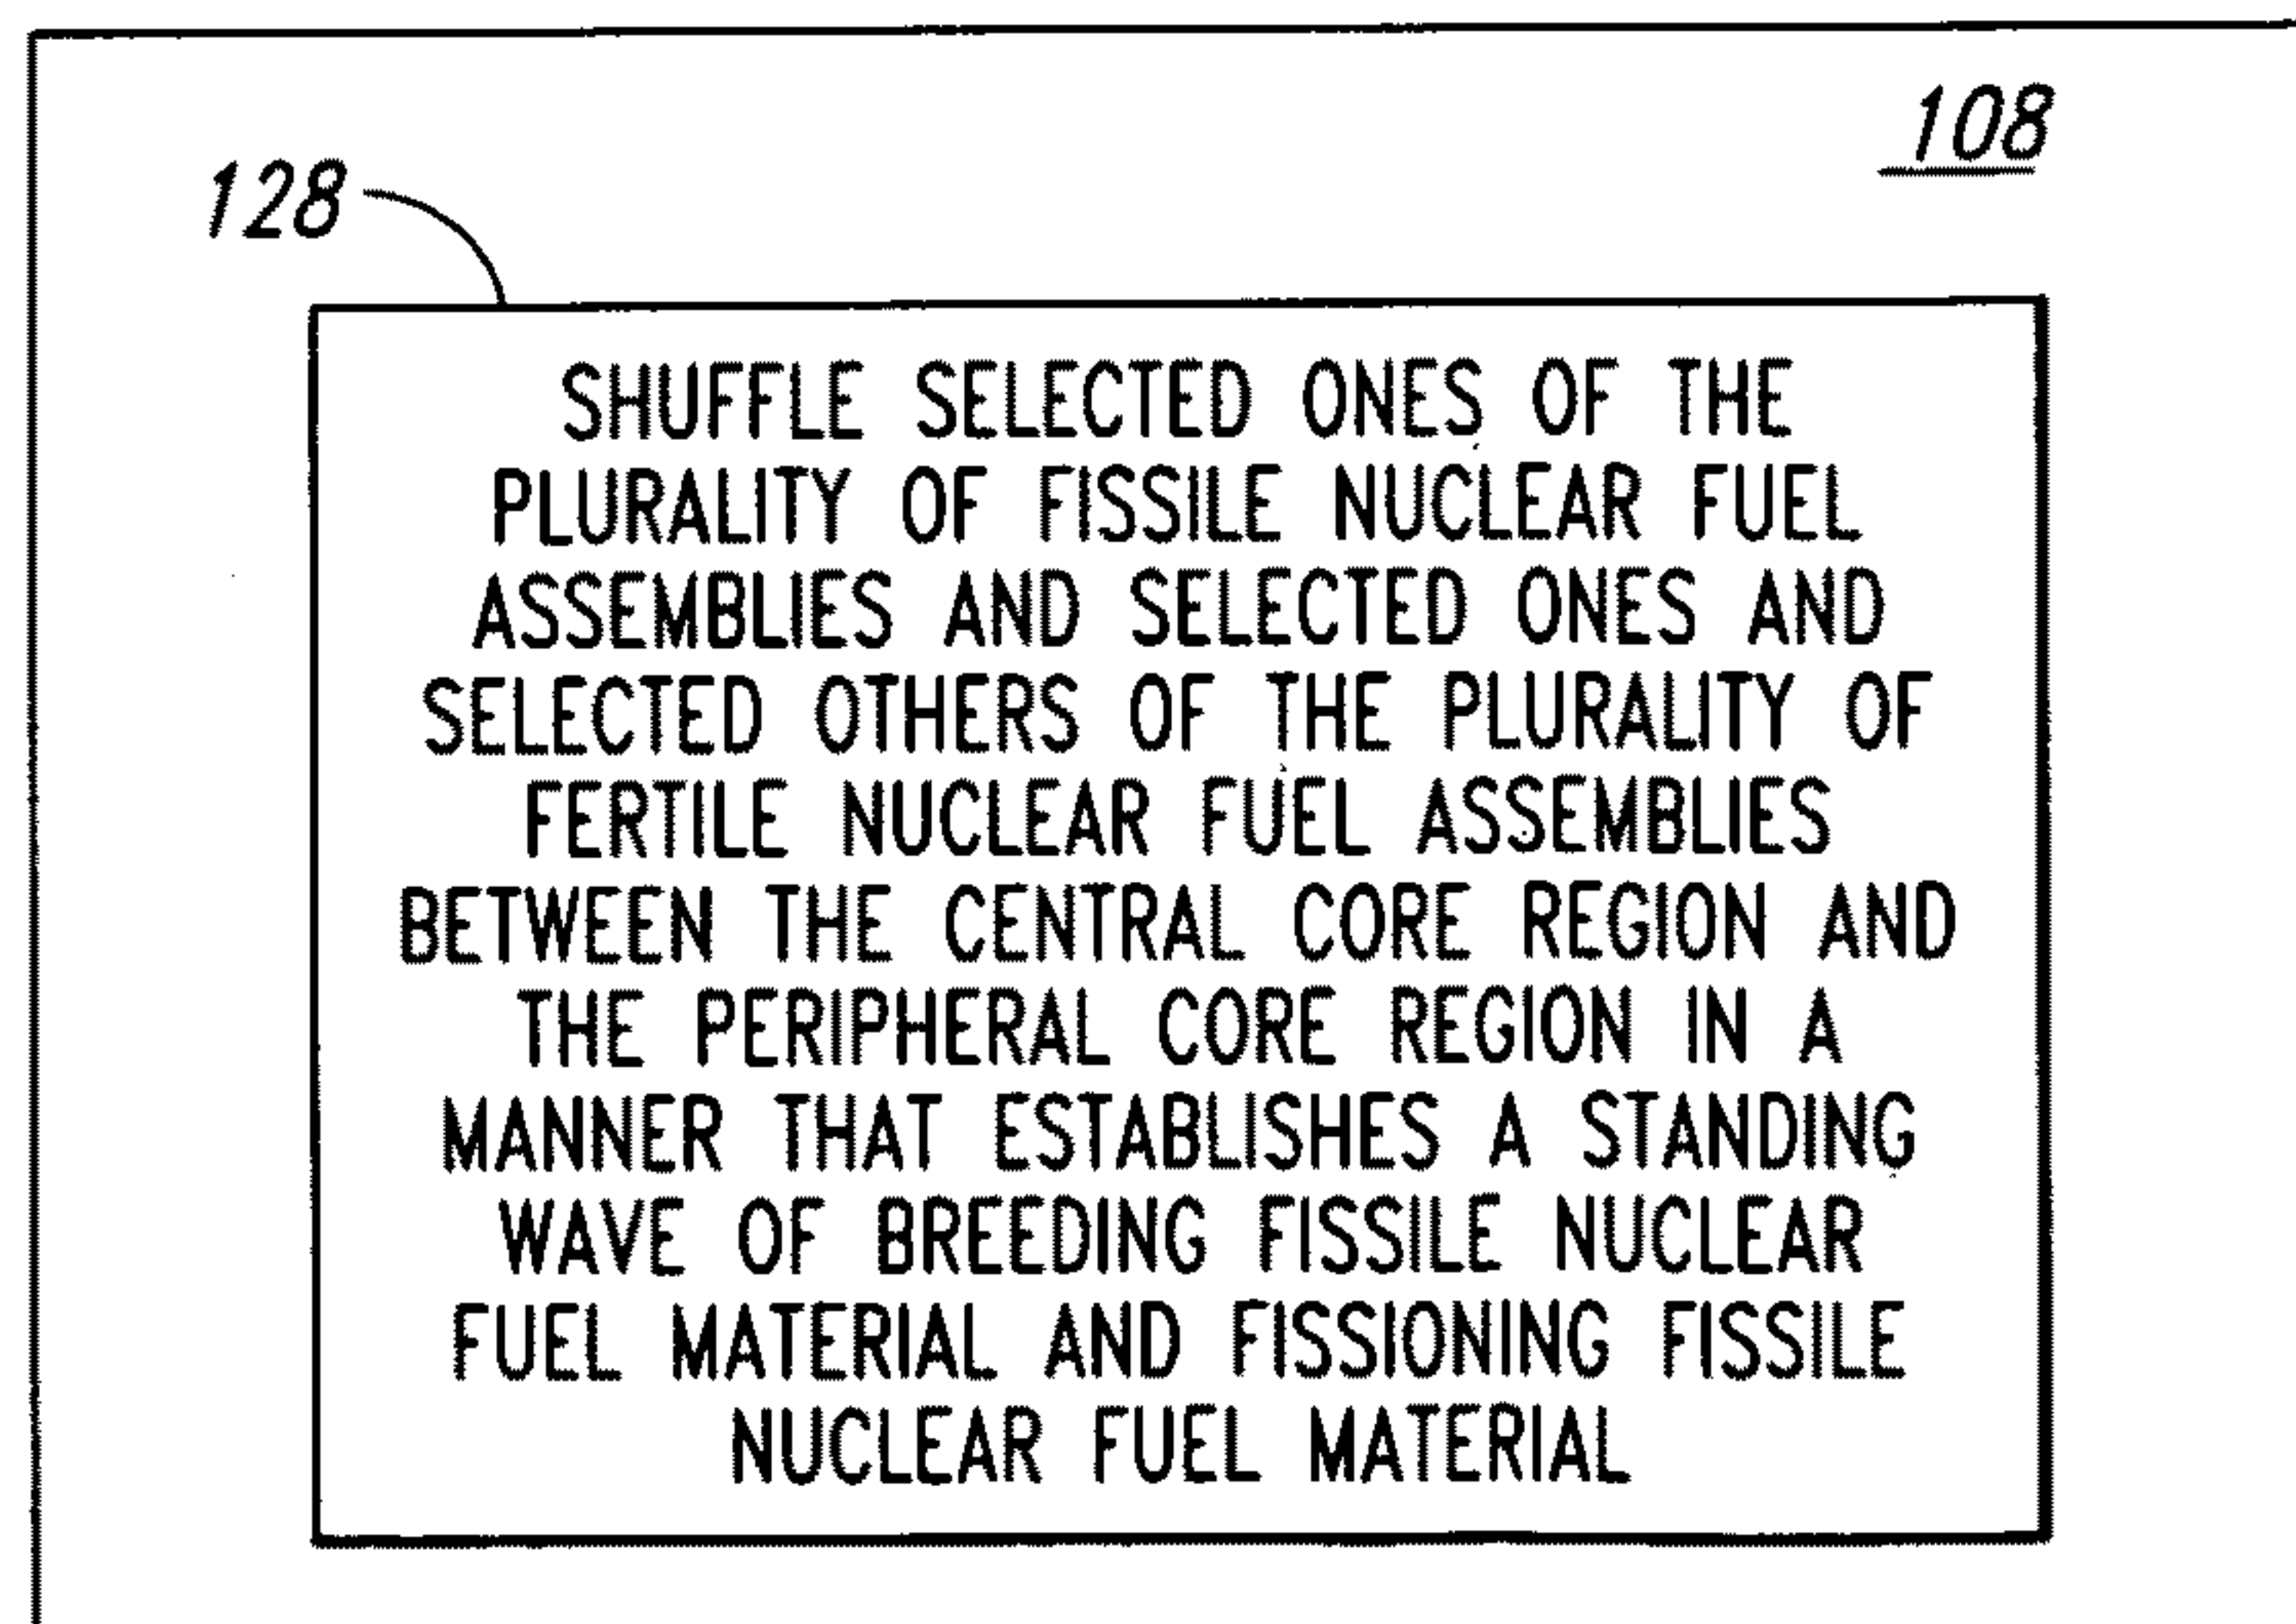 108
128
SHUFFLE SELECTED ONES OF THE
PLURALITY OF FISSILE NUCLEAR FUEL
ASSEMBLIES AND SELECTED ONES AND
SELECTED OTHERS OF THE PLURALITY OF
FERTILE NUCLEAR FUEL ASSEMBLIES
BETWEEN THE CENTRAL CORE REGION AND
THE PERIPHERAL CORE REGION IN A
MANNER THAT ESTABLISHES A STANDING
WAVE OF BREEDING FISSILE NUCLEAR
FUEL MATERIAL AND FISSIONING FISSILE
NUCLEAR FUEL MATERIAL